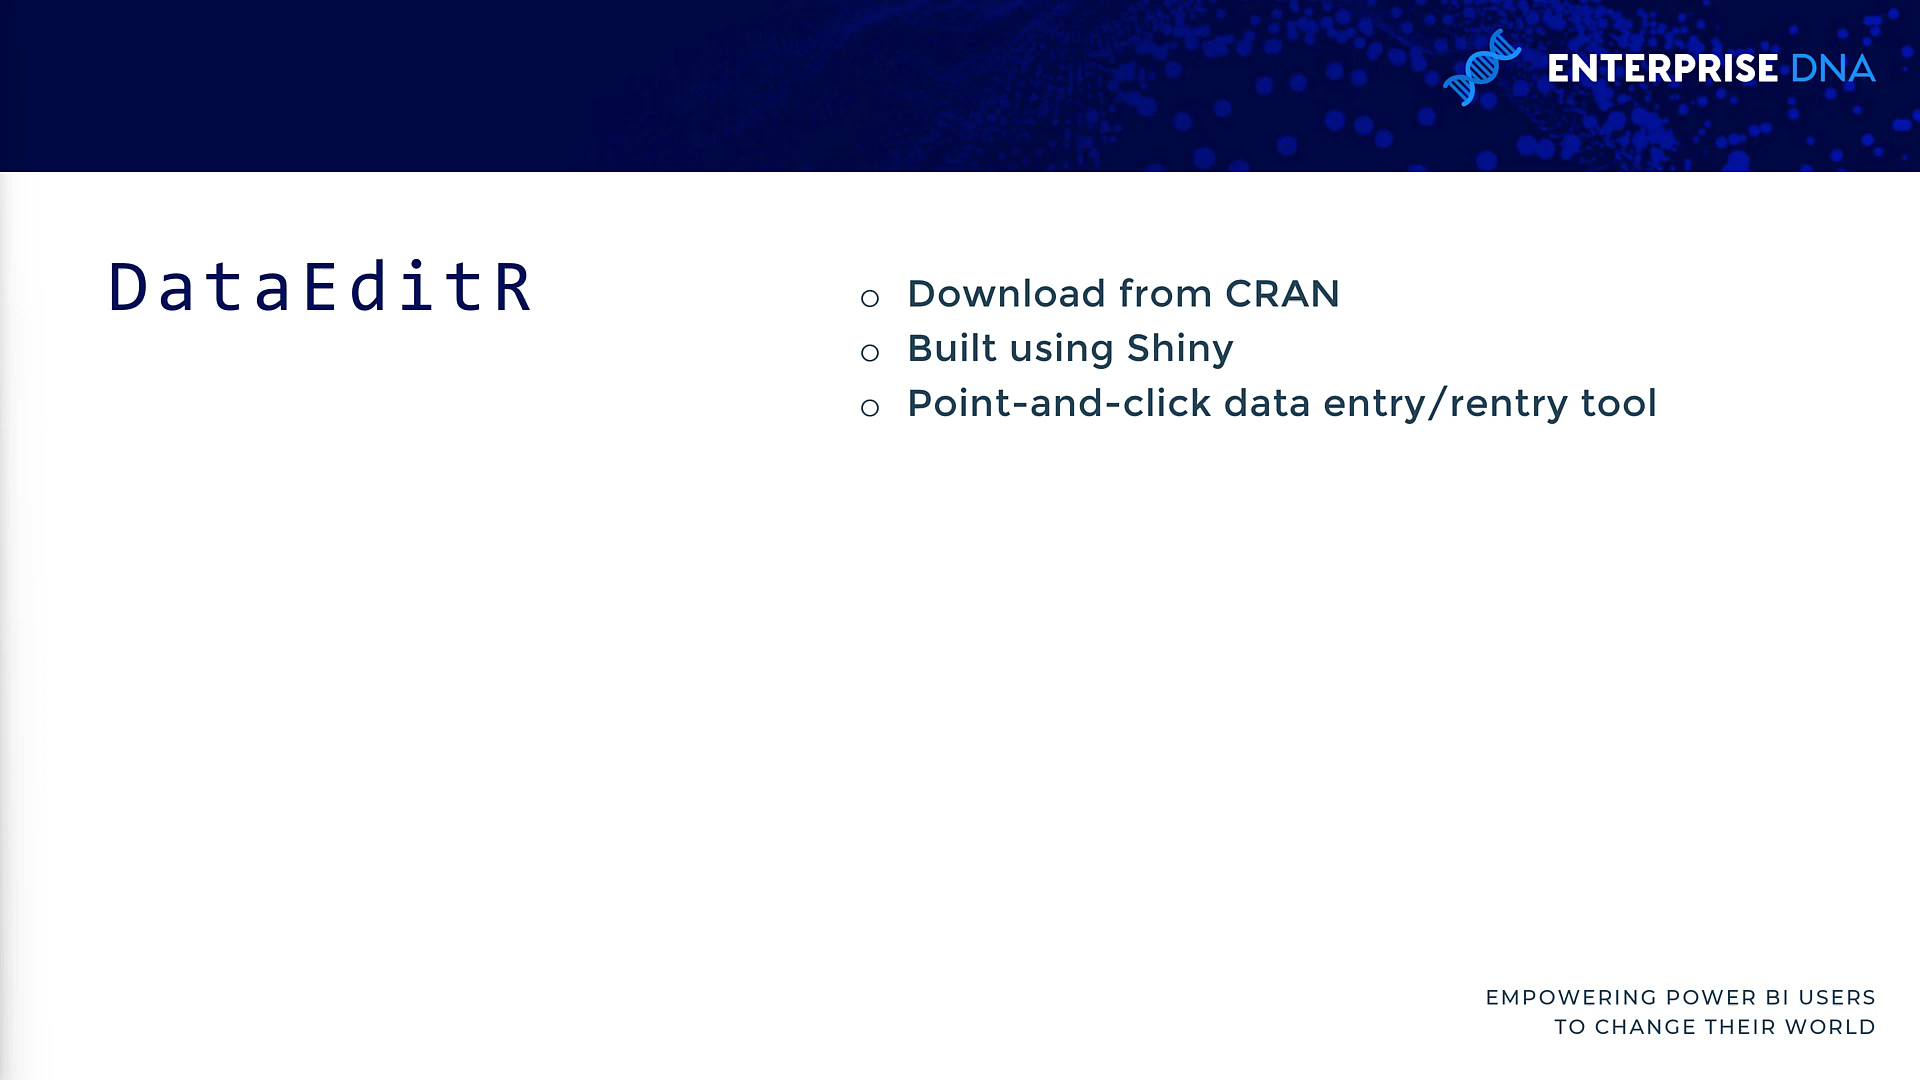 ENTERPRISE DNA
DataEditR
Download from CRAN
Built using Shiny
Point-and-click data entry/rentry tool
EMPOWERING POWER BI USERS
TO CHANGE THEIR WORLD